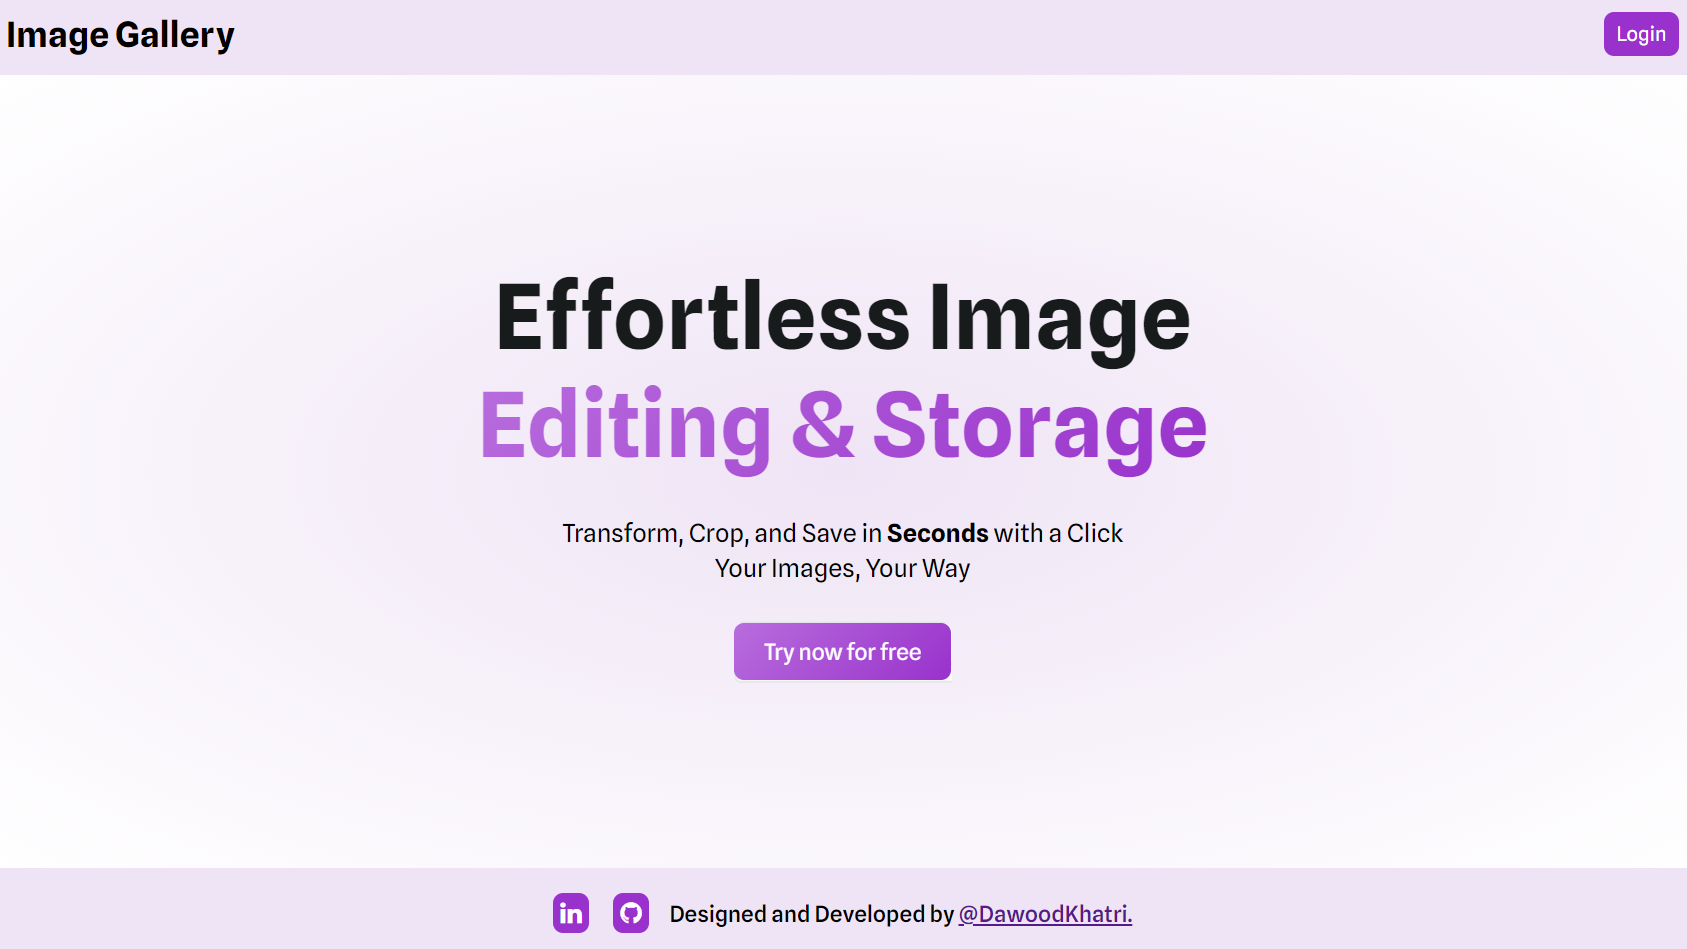 Image Gallery
Login
Effortless Image
Editing & Storage
Transform, Crop, and Save in Seconds with a Click
Your Images, Your Way
Try now for free
in
Designed and Developed by @DawoodKhatri.